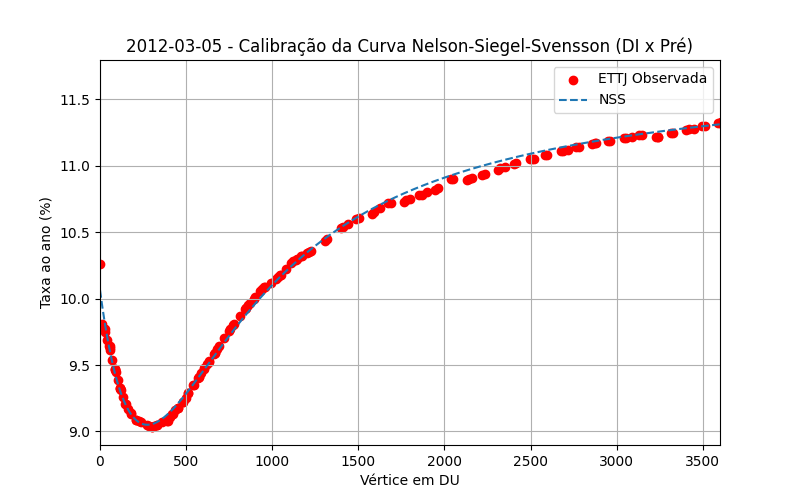 2012-03-05 - Calibração da Curva Nelson-Siegel-Svensson (DI x Pré)
ETTJ Observada
NSS
Taxa ao ano (%)
11.5
11.0
10.5
10.0
9.5
9.0
0 500 1000 1500 2000 2500 3000 3500
Vértice em DU